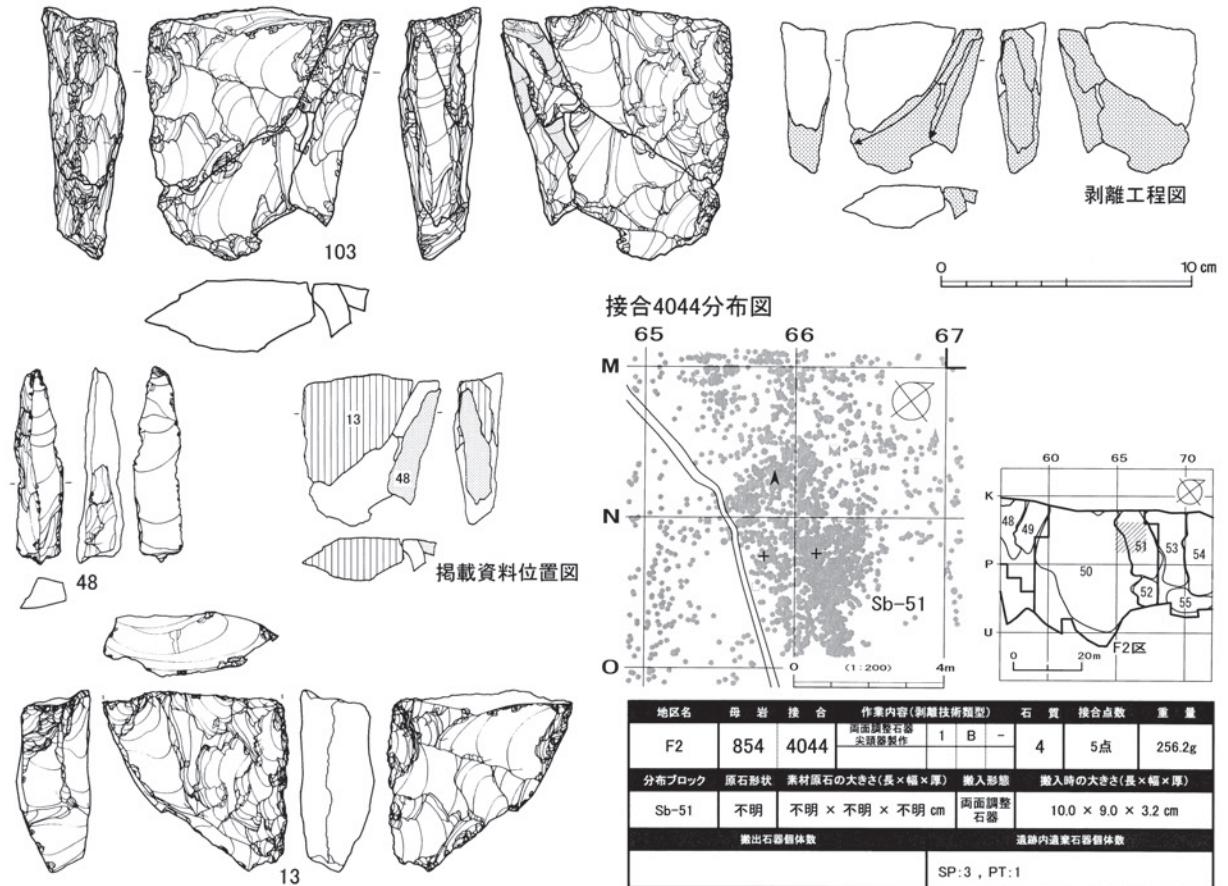 103
剥離工程図
0 10 cm
接合4044分布図
65 66 67
M
N
O
Sb-51
0 (1:200) 4m
13
48
掲載資料位置図
48
13
60 65 70
K
P
U
48 49 50 51 52 53 54 55
F2区
0 20m
地区名 母岩 接合 作業内容(剥離技術類型) 石質 接合点数 重量
F2 854 4044 両面調整石器 尖頭器製作 1 B - 4 5点 256.2g
分布ブロック 原石形状 素材原石の大きさ(長×幅×厚) 搬入形態 搬入時の大きさ(長×幅×厚)
Sb-51 不明 不明 × 不明 × 不明 cm 両面調整石器 10.0 × 9.0 × 3.2 cm
搬出石器個体数 遺跡内遺棄石器個体数
SP:3 , PT:1